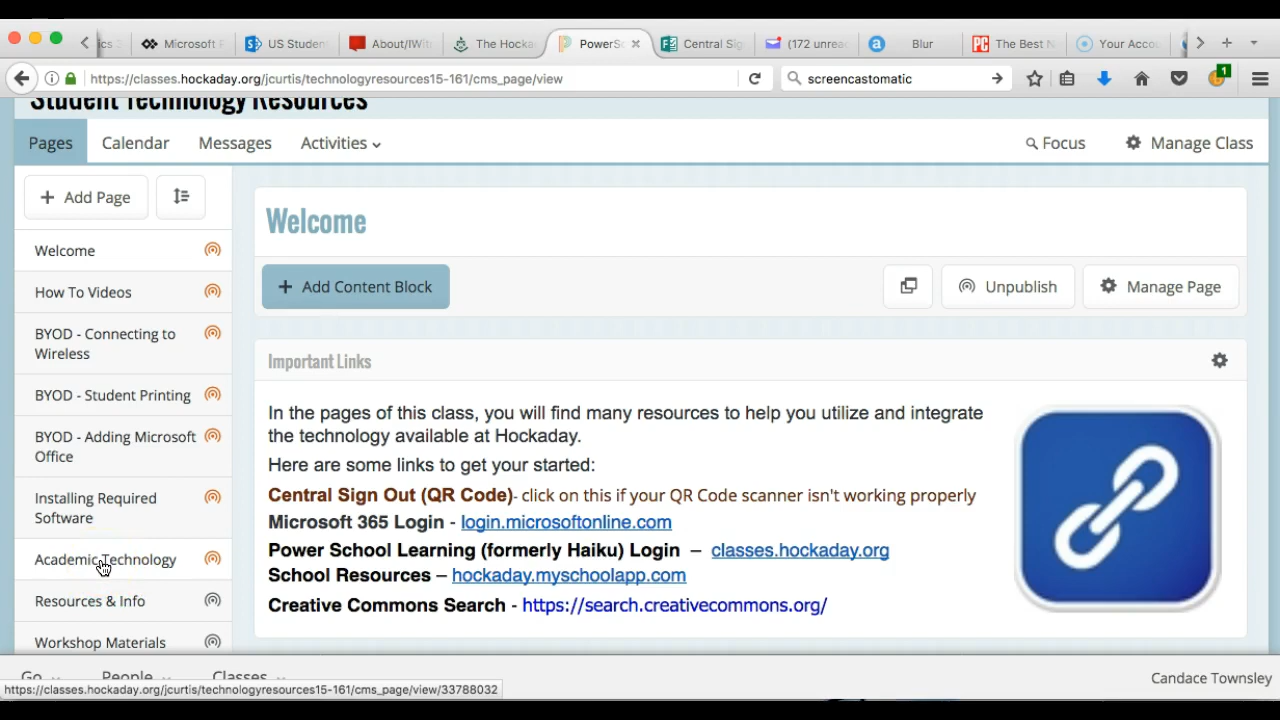 ics
Microsoft
US Student
About/IWit
The Hocka
PowerSc
Central Sig
(172 unrea
Blur
The Best N
Your Acco
https://classes.hockaday.org/jcurtis/technologyresources15-161/cms_page/view
screencastomatic
1
Student Technology Resources
Pages
Calendar
Messages
Activities
Focus
Manage Class
+ Add Page
Welcome
How To Videos
BYOD - Connecting to
Wireless
BYOD - Student Printing
BYOD - Adding Microsoft
Office
Installing Required
Software
Academic Technology
Resources & Info
Workshop Materials
Welcome
+ Add Content Block
Unpublish
Manage Page
Important Links
In the pages of this class, you will find many resources to help you utilize and integrate
the technology available at Hockaday.
Here are some links to get your started:
Central Sign Out (QR Code)- click on this if your QR Code scanner isn't working properly
Microsoft 365 Login - login.microsoftonline.com
Power School Learning (formerly Haiku) Login – classes.hockaday.org
School Resources – hockaday.myschoolapp.com
Creative Commons Search - https://search.creativecommons.org/
Go
People
Classes
Candace Townsley
https://classes.hockaday.org/jcurtis/technologyresources15-161/cms_page/view/33788032